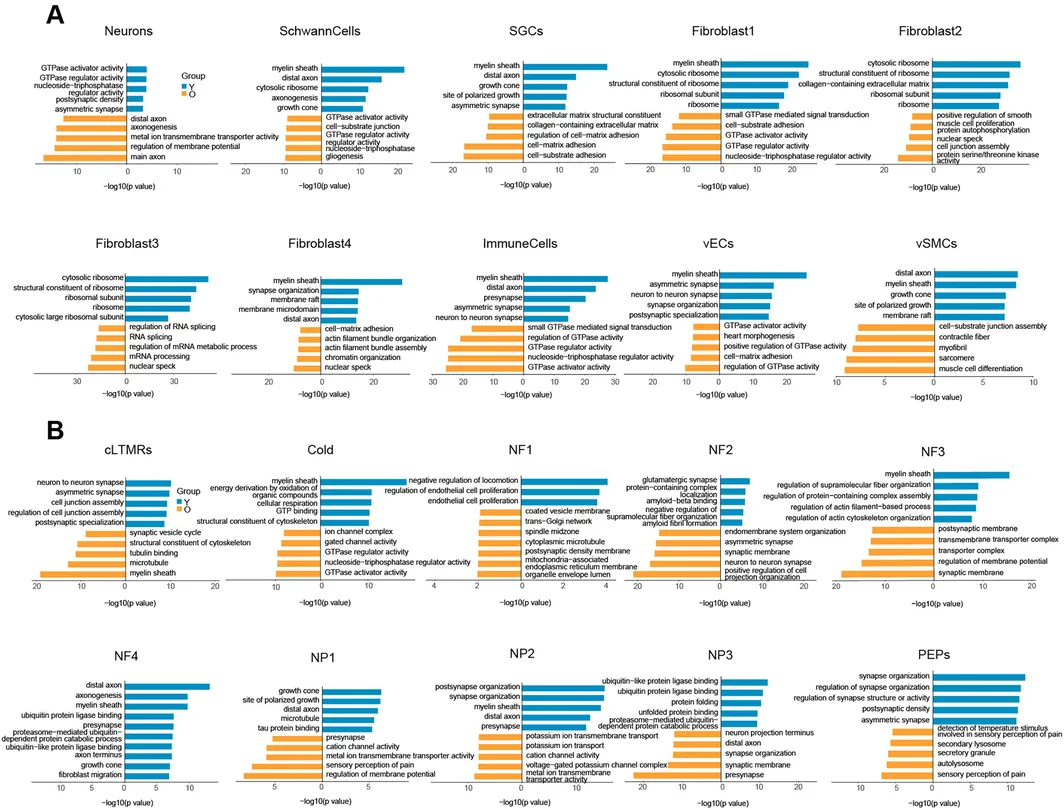 A
Neurons
GTPase activator activity
GTPase regulator activity
nucleoside-triphosphatase
regulator activity
postsynaptic density
asymmetric synapse
distal axon
axonogenesis
metal ion transmembrane transporter activity
regulation of membrane potential
main axon
10 0 10
-log10(p value)
Group
Y
O
SchwannCells
myelin sheath
distal axon
cytosolic ribosome
axonogenesis
growth cone
GTPase activator activity
cell-substrate junction
GTPase regulator activity
regulator activity
nucleoside-triphosphatase
gliogenesis
20 10 0 10 20
-log10(p value)
SGCs
myelin sheath
distal axon
growth cone
site of polarized growth
asymmetric synapse
extracellular matrix structural constituent
collagen-containing extracellular matrix
regulation of cell-matrix adhesion
cell-matrix adhesion
cell-substrate adhesion
20 10 0 10 20
-log10(p value)
Fibroblast1
myelin sheath
cytosolic ribosome
structural constituent of ribosome
ribosomal subunit
ribosome
small GTPase mediated signal transduction
cell-substrate adhesion
GTPase activator activity
GTPase regulator activity
nucleoside-triphosphatase regulator activity
20 10 0 10 20
-log10(p value)
Fibroblast2
cytosolic ribosome
structural constituent of ribosome
collagen-containing extracellular matrix
ribosomal subunit
ribosome
positive regulation of smooth
muscle cell proliferation
protein autophosphorylation
nuclear speck
cell junction assembly
protein serine/threonine kinase
activity
20 0 20
-log10(p value)
Fibroblast3
cytosolic ribosome
structural constituent of ribosome
ribosomal subunit
ribosome
cytosolic large ribosomal subunit
regulation of RNA splicing
RNA splicing
regulation of mRNA metabolic process
mRNA processing
nuclear speck
30 0 30
-log10(p value)
Fibroblast4
myelin sheath
synapse organization
membrane raft
membrane microdomain
distal axon
cell-matrix adhesion
actin filament bundle organization
actin filament bundle assembly
chromatin organization
nuclear speck
20 0 20
-log10(p value)
ImmuneCells
myelin sheath
distal axon
presynapse
asymmetric synapse
neuron to neuron synapse
small GTPase mediated signal transduction
regulation of GTPase activity
GTPase regulator activity
nucleoside-triphosphatase regulator activity
GTPase activator activity
30 20 10 0 10 20 30
-log10(p value)
vECs
myelin sheath
asymmetric synapse
neuron to neuron synapse
synapse organization
postsynaptic specialization
GTPase activator activity
heart morphogenesis
positive regulation of GTPase activity
cell-matrix adhesion
regulation of GTPase activity
20 10 0 10 20
-log10(p value)
vSMCs
distal axon
myelin sheath
growth cone
site of polarized growth
membrane raft
cell-substrate junction assembly
contractile fiber
myofibril
sarcomere
muscle cell differentiation
10 5 0 5 10
-log10(p value)
B
cLTMRs
neuron to neuron synapse
asymmetric synapse
cell junction assembly
regulation of cell junction assembly
postsynaptic specialization
synaptic vesicle cycle
structural constituent of cytoskeleton
tubulin binding
microtubule
myelin sheath
20 10 0 10 20
-log10(p value)
Group
Y
O
Cold
myelin sheath
energy derivation by oxidation of
organic compounds
cellular respiration
GTP binding
structural constituent of cytoskeleton
ion channel complex
gated channel activity
GTPase regulator activity
nucleoside-triphosphatase regulator activity
GTPase activator activity
20 10 0 10
-log10(p value)
NF1
negative regulation of locomotion
regulation of endothelial cell proliferation
endothelial cell proliferation
coated vesicle membrane
trans-Golgi network
spindle midzone
cytoplasmic microtubule
postsynaptic density membrane
mitochondria-associated
endoplasmic reticulum membrane
organelle envelope lumen
4 2 0 2 4
-log10(p value)
NF2
glutamatergic synapse
protein-containing complex
localization
amyloid-beta binding
negative regulation of
supramolecular fiber organization
amyloid fibril formation
endomembrane system organization
asymmetric synapse
synaptic membrane
neuron to neuron synapse
positive regulation of cell
projection organization
20 10 0 10 20
-log10(p value)
NF3
myelin sheath
regulation of supramolecular fiber organization
regulation of protein-containing complex assembly
regulation of actin filament-based process
regulation of actin cytoskeleton organization
postsynaptic membrane
transmembrane transporter complex
transporter complex
regulation of membrane potential
synaptic membrane
20 10 0 10 20
-log10(p value)
NF4
distal axon
axonogenesis
myelin sheath
ubiquitin protein ligase binding
presynapse
proteasome-mediated ubiquitin-
dependent protein catabolic process
ubiquitin-like protein ligase binding
axon terminus
growth cone
fibroblast migration
10 5 0 5 10
-log10(p value)
NP1
growth cone
site of polarized growth
distal axon
microtubule
tau protein binding
presynapse
cation channel activity
metal ion transmembrane transporter activity
sensory perception of pain
regulation of membrane potential
5 0 5
-log10(p value)
NP2
postsynapse organization
synapse organization
myelin sheath
distal axon
presynapse
potassium ion transmembrane transport
potassium ion transport
cation channel activity
voltage-gated potassium channel complex
metal ion transmembrane
transporter activity
10 0 10
-log10(p value)
NP3
ubiquitin-like protein ligase binding
ubiquitin protein ligase binding
protein folding
unfolded protein binding
proteasome-mediated ubiquitin-
dependent protein catabolic process
neuron projection terminus
distal axon
synapse organization
synaptic membrane
presynapse
20 10 0 10 20
-log10(p value)
PEPs
synapse organization
regulation of synapse organization
regulation of synapse structure or activity
postsynaptic density
asymmetric synapse
detection of temperature stimulus
involved in sensory perception of pain
secondary lysosome
secretory granule
autolysosome
sensory perception of pain
10 5 0 5 10
-log10(p value)